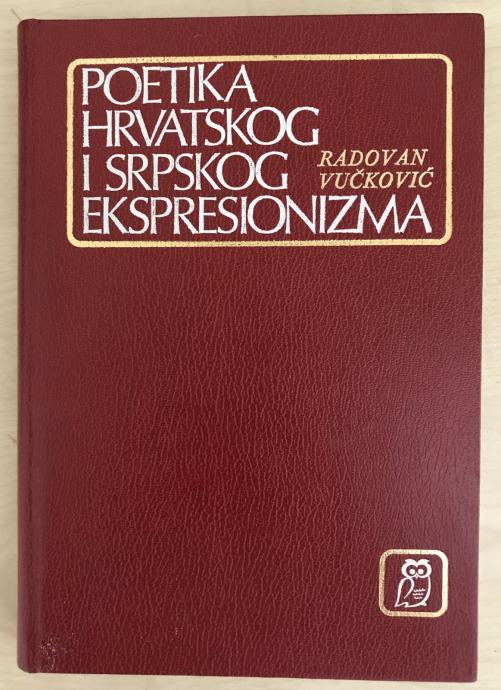 POETIKA
HRVATSKOG
I SRPSKOG
EKSPRESIONIZMA
RADOVAN
VUČKOVIĆ